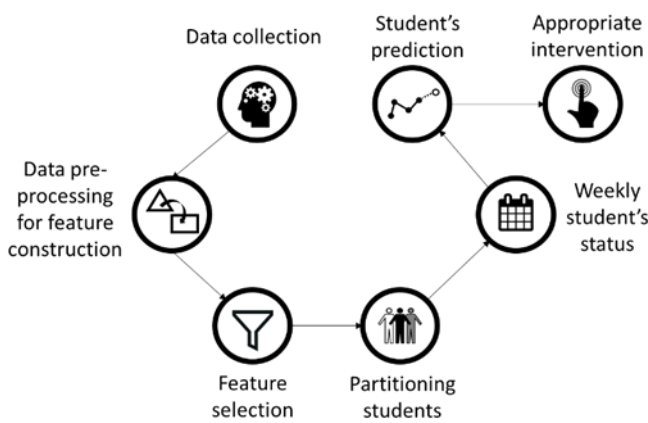 Data collection
Data pre-
processing
for feature
construction
Feature
selection
Partitioning
students
Weekly
student’s
status
Student’s
prediction
Appropriate
intervention